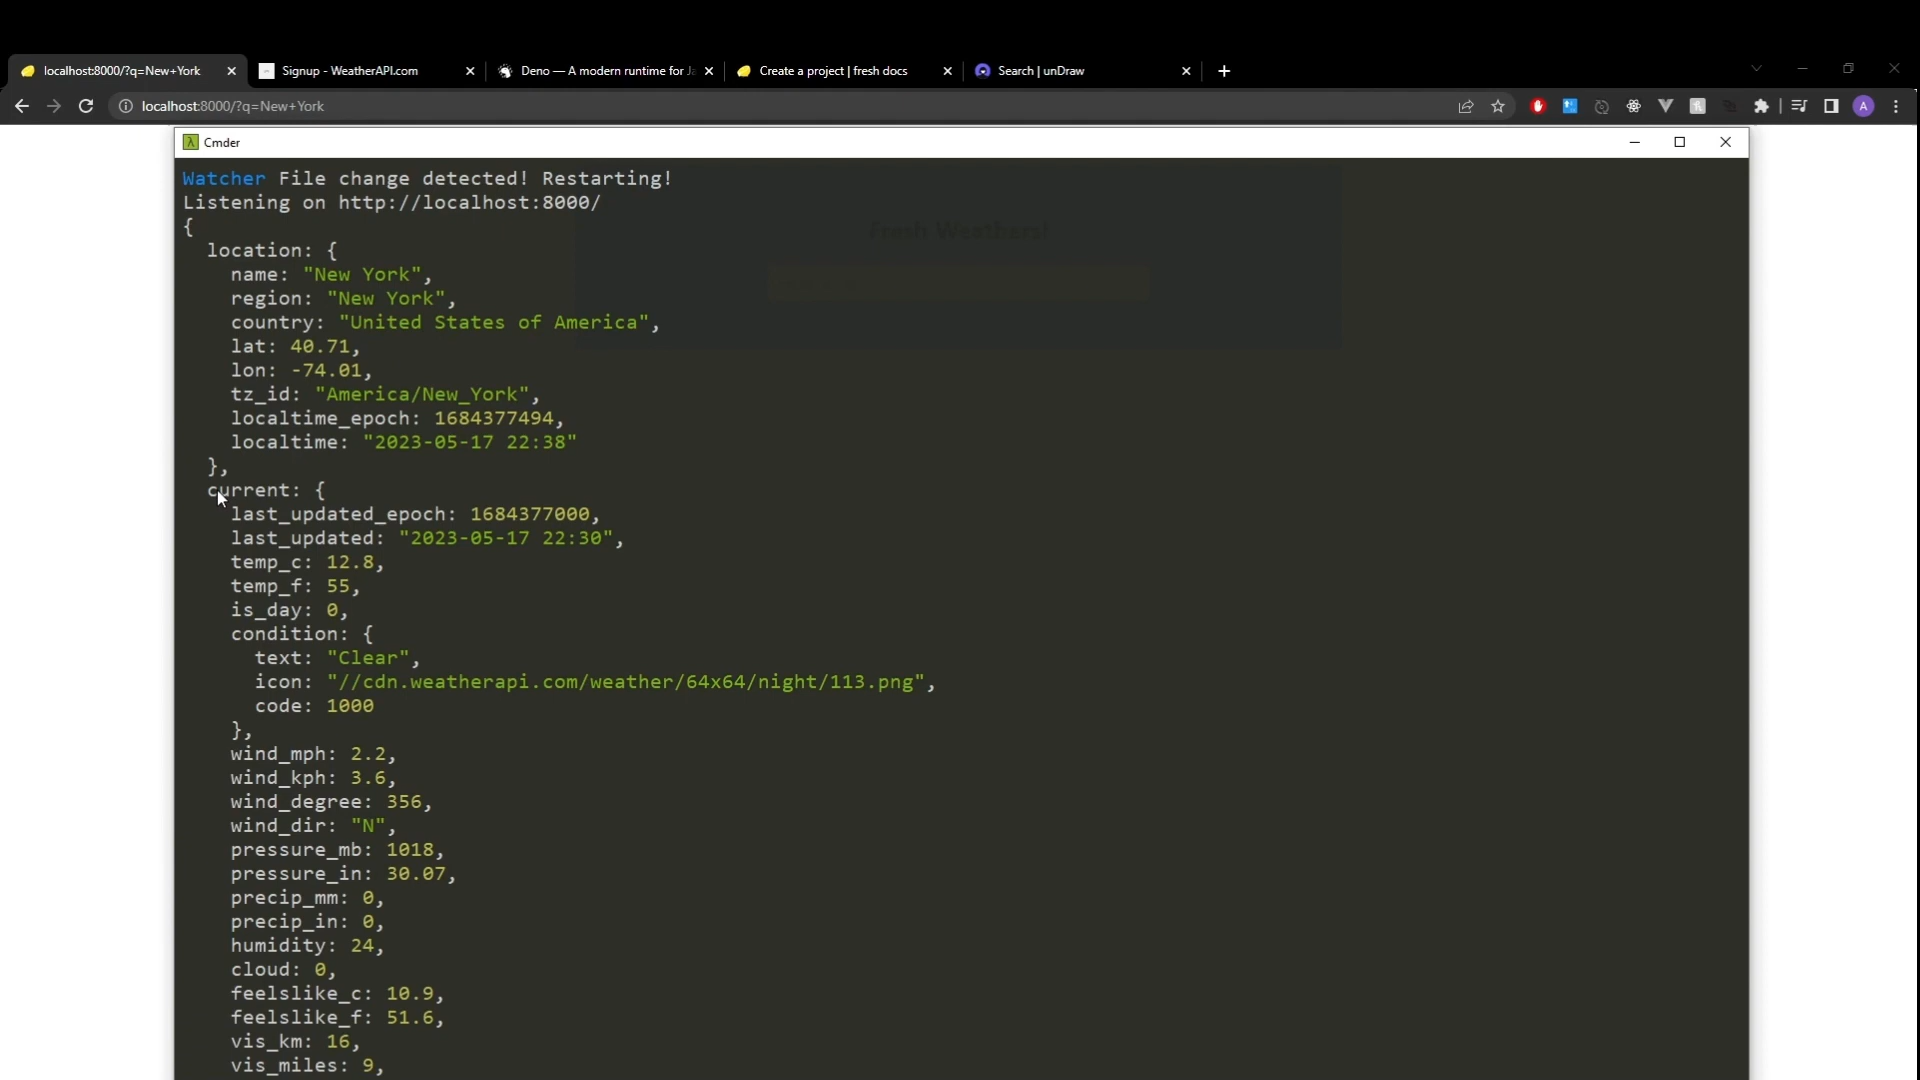 localhost:8000/?q=New+York
Signup - WeatherAPI.com
Deno — A modern runtime for Ja
Create a project | fresh docs
Search | unDraw
localhost:8000/?q=New+York
A
Cmder
Watcher File change detected! Restarting!
Listening on http://localhost:8000/
Fresh Weathers!
{
location: {
name: "New York",
region: "New York",
country: "United States of America",
lat: 40.71,
lon: -74.01,
tz_id: "America/New_York",
localtime_epoch: 1684377494,
localtime: "2023-05-17 22:38"
},
current: {
last_updated_epoch: 1684377000,
last_updated: "2023-05-17 22:30",
temp_c: 12.8,
temp_f: 55,
is_day: 0,
condition: {
text: "Clear",
icon: "//cdn.weatherapi.com/weather/64x64/night/113.png",
code: 1000
},
wind_mph: 2.2,
wind_kph: 3.6,
wind_degree: 356,
wind_dir: "N",
pressure_mb: 1018,
pressure_in: 30.07,
precip_mm: 0,
precip_in: 0,
humidity: 24,
cloud: 0,
feelslike_c: 10.9,
feelslike_f: 51.6,
vis_km: 16,
vis_miles: 9,